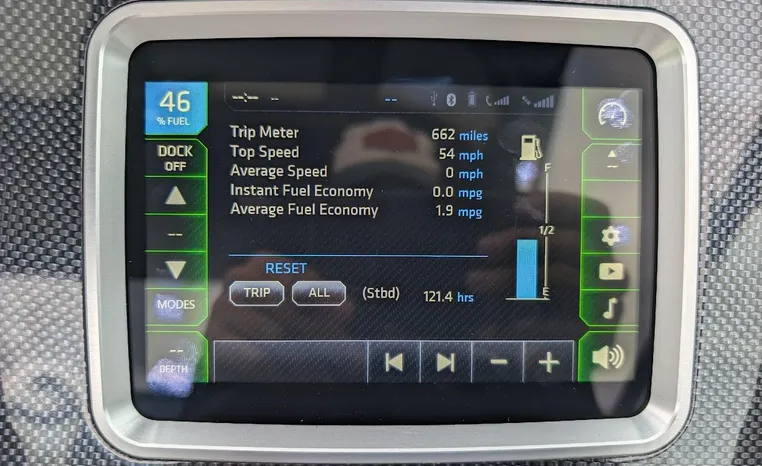 46
% FUEL
--:-- --
--
DOCK
OFF
--
MODES
--
DEPTH
Trip Meter 662 miles
Top Speed 54 mph
Average Speed 0 mph
Instant Fuel Economy 0.0 mpg
Average Fuel Economy 1.9 mpg
RESET
TRIP ALL (Stbd) 121.4 hrs
F
1/2
E
--